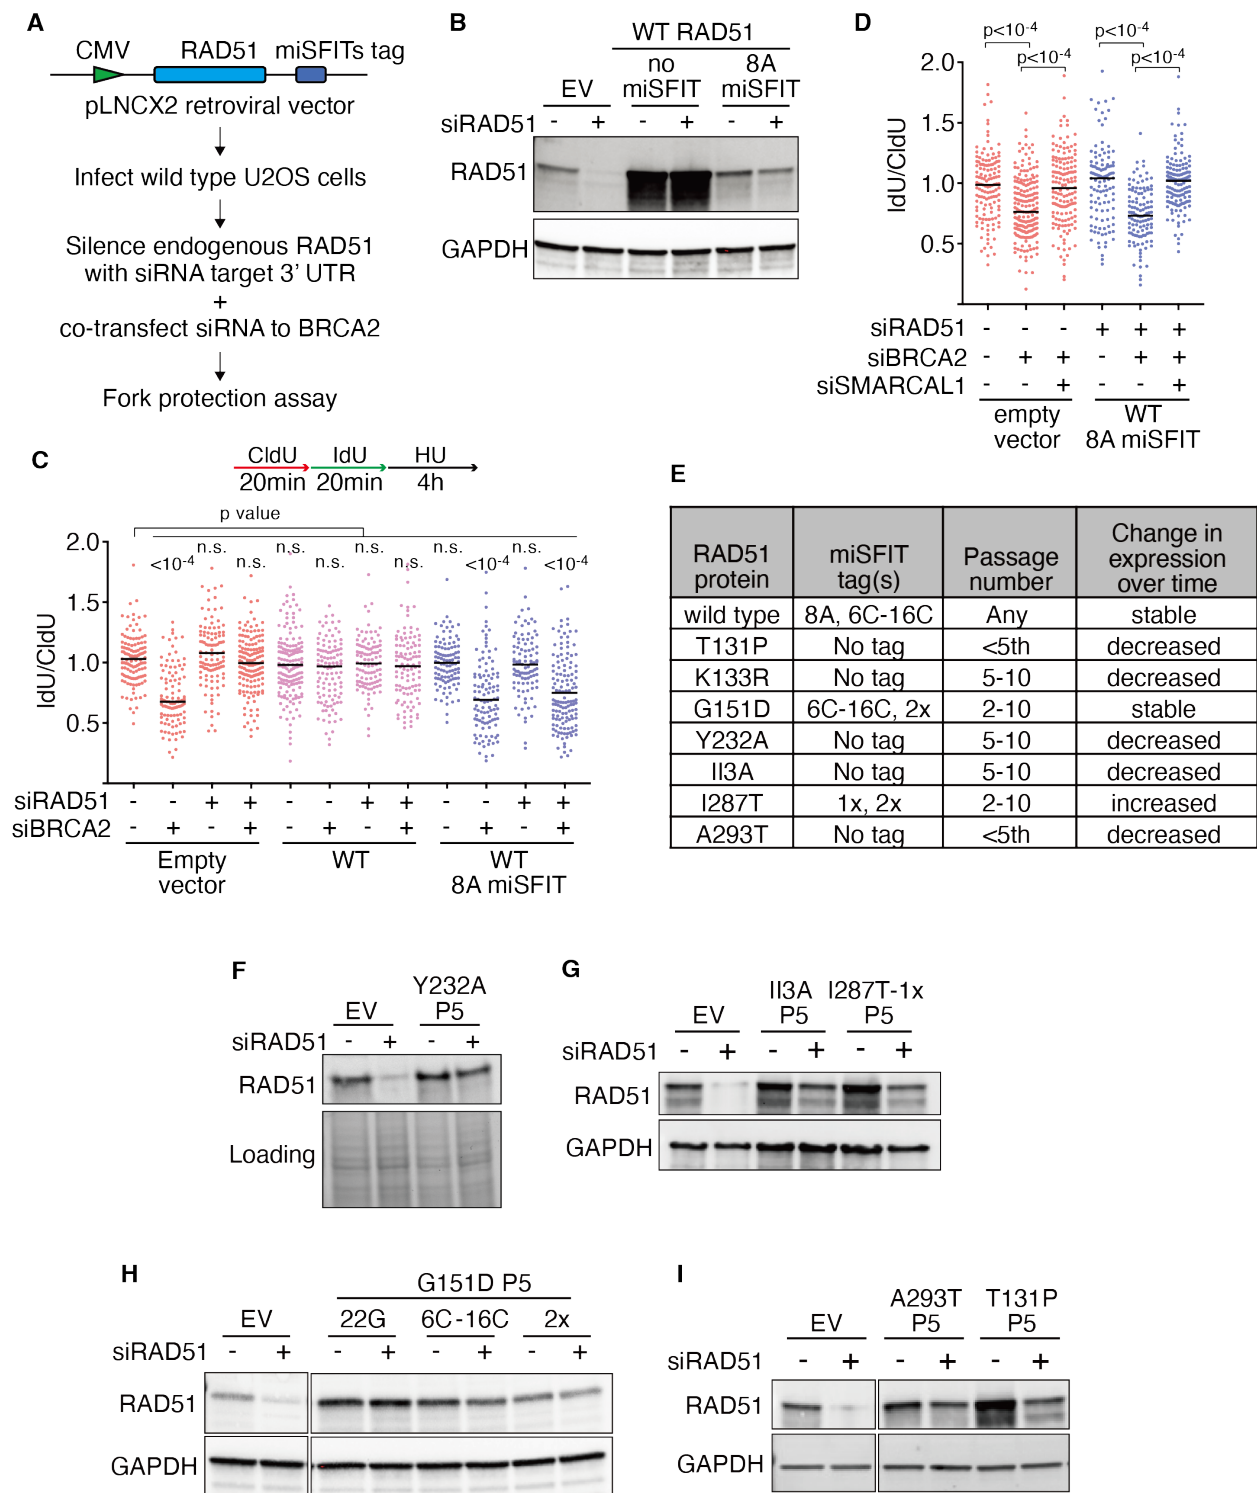 A
CMV RAD51 miSFITs tag
pLNCX2 retroviral vector
Infect wild type U2OS cells
Silence endogenous RAD51
with siRNA target 3’ UTR
+
co-transfect siRNA to BRCA2
Fork protection assay
B
WT RAD51
no 8A
EV miSFIT miSFIT
siRAD51 - + - + - +
RAD51
GAPDH
D
p<10-4 p<10-4
p<10-4 p<10-4
2.0
1.5
1.0
0.5
IdU/CldU
siRAD51 - - - + + +
siBRCA2 - + + - + +
siSMARCAL1 - - + - - +
empty WT
vector 8A miSFIT
C
CldU IdU HU
20min 20min 4h
p value
n.s. n.s. n.s. n.s. n.s.
<10-4 n.s. n.s. n.s. <10-4 <10-4
2.0
1.5
1.0
0.5
IdU/CldU
siRAD51 - - + + - - + + - - + +
siBRCA2 - + - + - + - + - + - +
Empty WT WT
vector 8A miSFIT
E
RAD51 protein miSFIT tag(s) Passage number Change in expression over time
wild type 8A, 6C-16C Any stable
T131P No tag <5th decreased
K133R No tag 5-10 decreased
G151D 6C-16C, 2x 2-10 stable
Y232A No tag 5-10 decreased
II3A No tag 5-10 decreased
I287T 1x, 2x 2-10 increased
A293T No tag <5th decreased
F
Y232A
EV P5
siRAD51 - + - +
RAD51
Loading
G
II3A I287T-1x
EV P5 P5
siRAD51 - + - + - +
RAD51
GAPDH
H
G151D P5
EV 22G 6C-16C 2x
siRAD51 - + - + - + - +
RAD51
GAPDH
I
A293T T131P
EV P5 P5
siRAD51 - + - + - +
RAD51
GAPDH